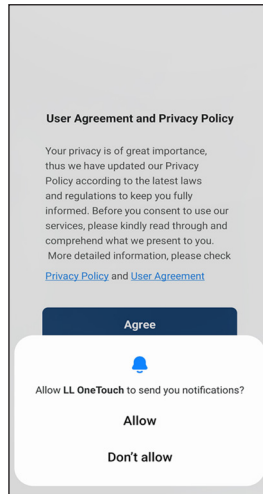 User Agreement and Privacy Policy
Your privacy is of great importance,
thus we have updated our Privacy
Policy according to the latest laws
and regulations to keep you fully
informed. Before you consent to use our
services, please kindly read through and
comprehend what we present to you.
More detailed information, please check
Privacy Policy and User Agreement
Agree
Allow LL OneTouch to send you notifications?
Allow
Don't allow